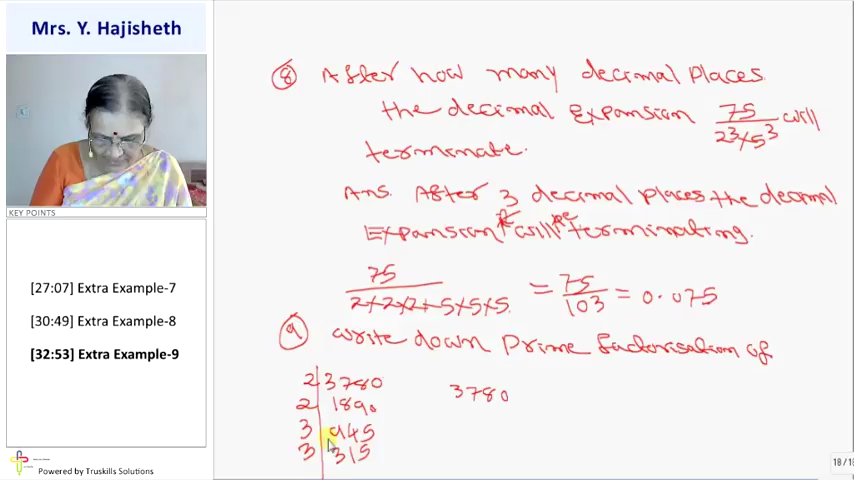 Mrs. Y. Hajisheth
KEY POINTS
[27:07] Extra Example-7
[30:49] Extra Example-8
[32:53] Extra Example-9
Powered by Truskills Solutions
⑧ After how many decimal places
the decimal Expansion 75/2³×5³ will
terminate.
Ans. After 3 decimal places the decimal
Expansion will be terminating.
75/2×2×2×5×5×5 = 75/103 = 0.075
⑨ Write down Prime factorisation of
3780
2 | 3780
2 | 1890
3 | 945
3 | 315
18 / 18